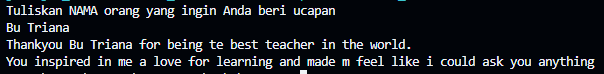 Tuliskan NAMA orang yang ingin Anda beri ucapan
Bu Triana
Thankyou Bu Triana for being te best teacher in the world.
You inspired in me a love for learning and made m feel like i could ask you anything